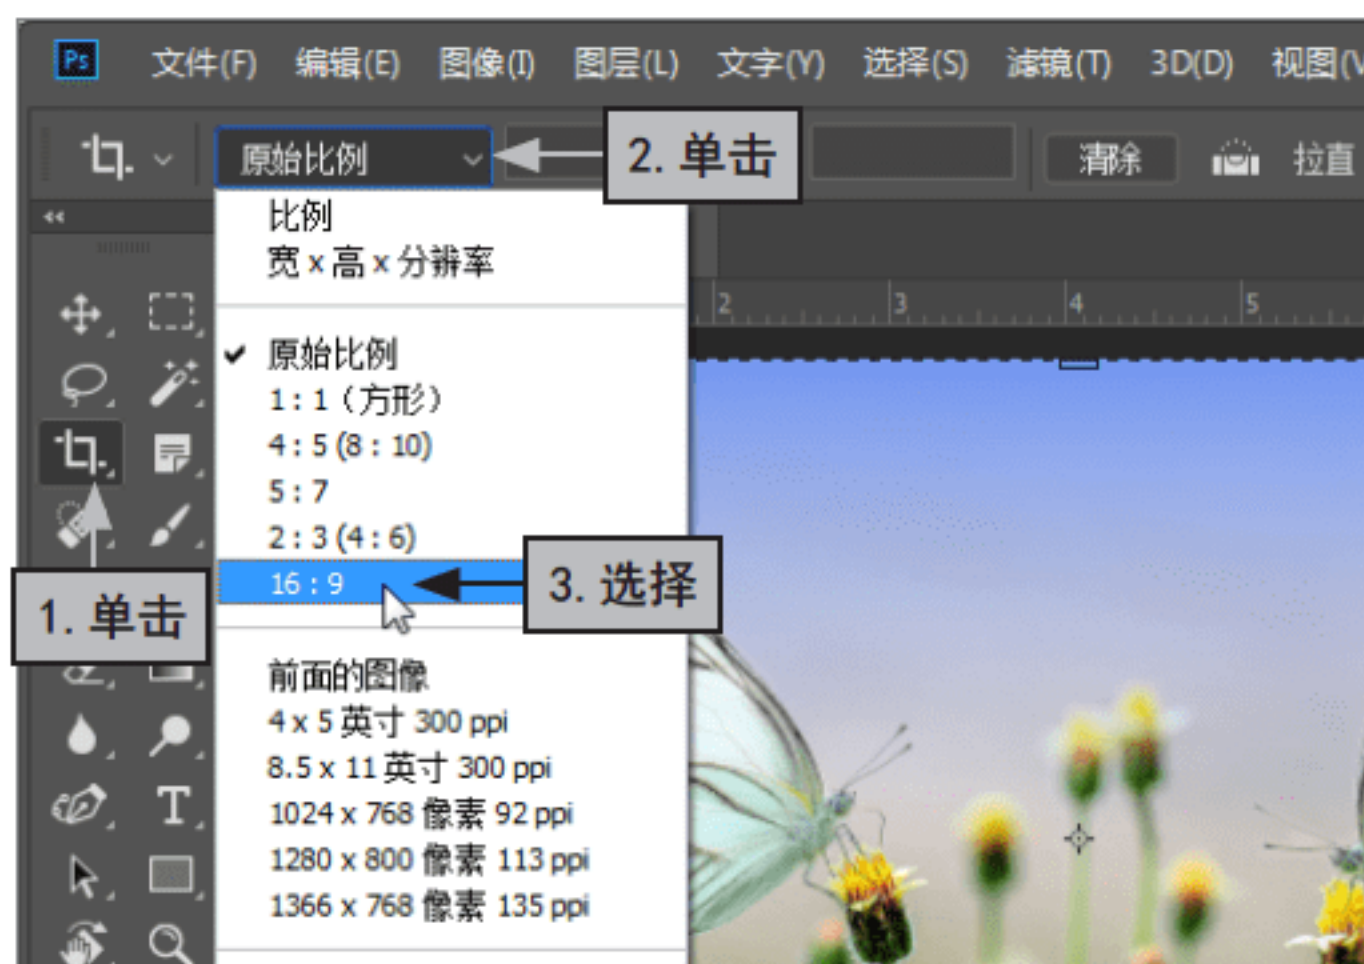 Ps 文件(F) 编辑(E) 图像(I) 图层(L) 文字(Y) 选择(S) 滤镜(T) 3D(D) 视图(V
原始比例
2. 单击
清除
拉直
比例
宽 x 高 x 分辨率
2 3 4 5
原始比例
1 : 1（方形）
4 : 5 (8 : 10)
5 : 7
2 : 3 (4 : 6)
16 : 9
3. 选择
1. 单击
前面的图像
4 x 5 英寸 300 ppi
8.5 x 11 英寸 300 ppi
1024 x 768 像素 92 ppi
1280 x 800 像素 113 ppi
1366 x 768 像素 135 ppi
T